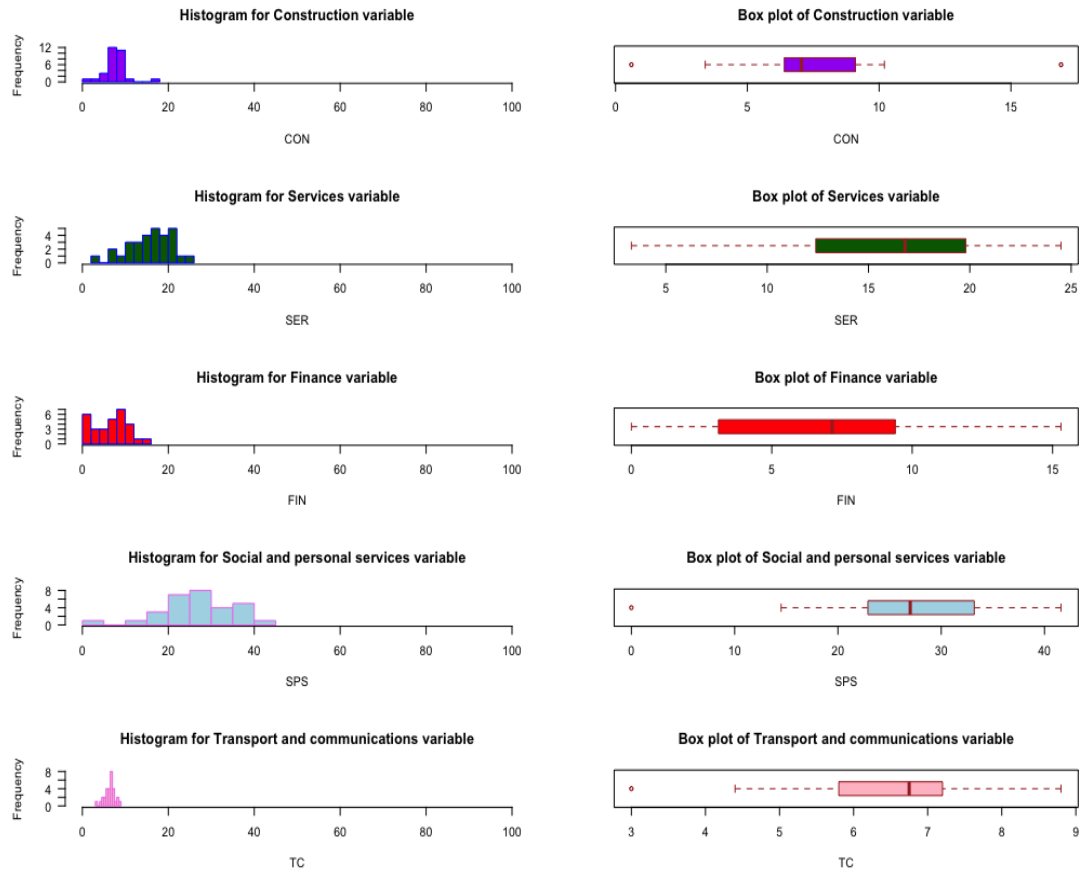 Histogram for Construction variable
Frequency
12
6
0
0 20 40 60 80 100
CON
Box plot of Construction variable
0 5 10 15
CON
Histogram for Services variable
Frequency
4
2
0
0 20 40 60 80 100
SER
Box plot of Services variable
5 10 15 20 25
SER
Histogram for Finance variable
Frequency
6
3
0
0 20 40 60 80 100
FIN
Box plot of Finance variable
0 5 10 15
FIN
Histogram for Social and personal services variable
Frequency
8
4
0
0 20 40 60 80 100
SPS
Box plot of Social and personal services variable
0 10 20 30 40
SPS
Histogram for Transport and communications variable
Frequency
8
4
0
0 20 40 60 80 100
TC
Box plot of Transport and communications variable
3 4 5 6 7 8 9
TC